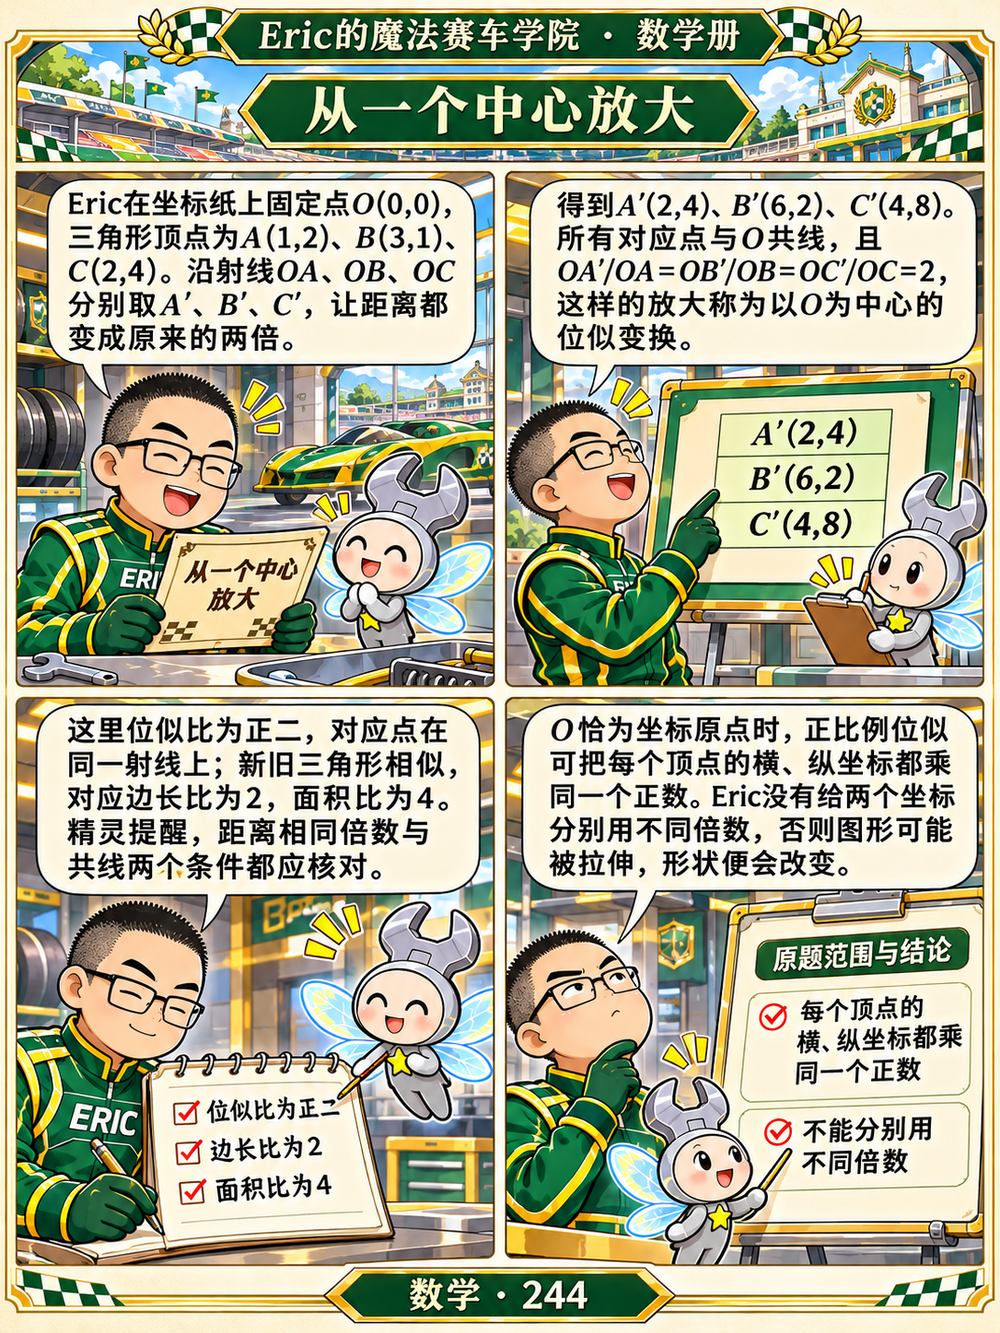 Eric的魔法赛车学院 · 数学册
从一个中心放大
Eric在坐标纸上固定点O(0,0),
三角形顶点为A(1,2)、B(3,1)、
C(2,4)。沿射线OA、OB、OC
分别取A′、B′、C′，让距离都
变成原来的两倍。
ERI
从一个中心
放大
得到A′(2,4)、B′(6,2)、C′(4,8)。
所有对应点与O共线，且
OA′/OA=OB′/OB=OC′/OC=2，
这样的放大称为以O为中心的
位似变换。
A′(2,4)
B′(6,2)
C′(4,8)
这里位似比为正二，对应点在
同一射线上；新旧三角形相似，
对应边长比为2，面积比为4。
精灵提醒，距离相同倍数与
共线两个条件都应核对。
ERIC
位似比为正二
边长比为2
面积比为4
O恰为坐标原点时，正比例位似
可把每个顶点的横、纵坐标都乘
同一个正数。Eric没有给两个坐标
分别用不同倍数，否则图形可能
被拉伸，形状便会改变。
原题范围与结论
每个顶点的
横、纵坐标都乘
同一个正数
不能分别用
不同倍数
数学 · 244